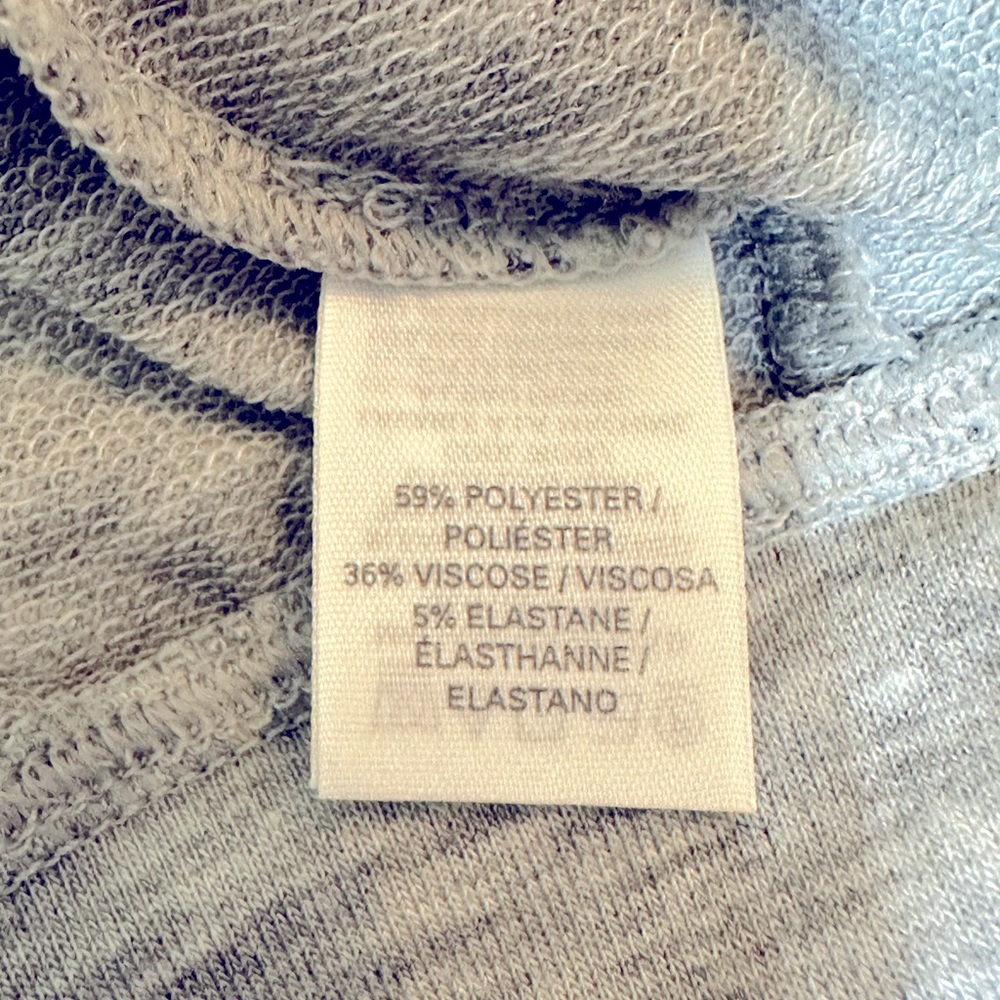 59% POLYESTER /
POLIÉSTER
36% VISCOSE / VISCOSA
5% ELASTANE /
ÉLASTHANNE /
ELASTANO